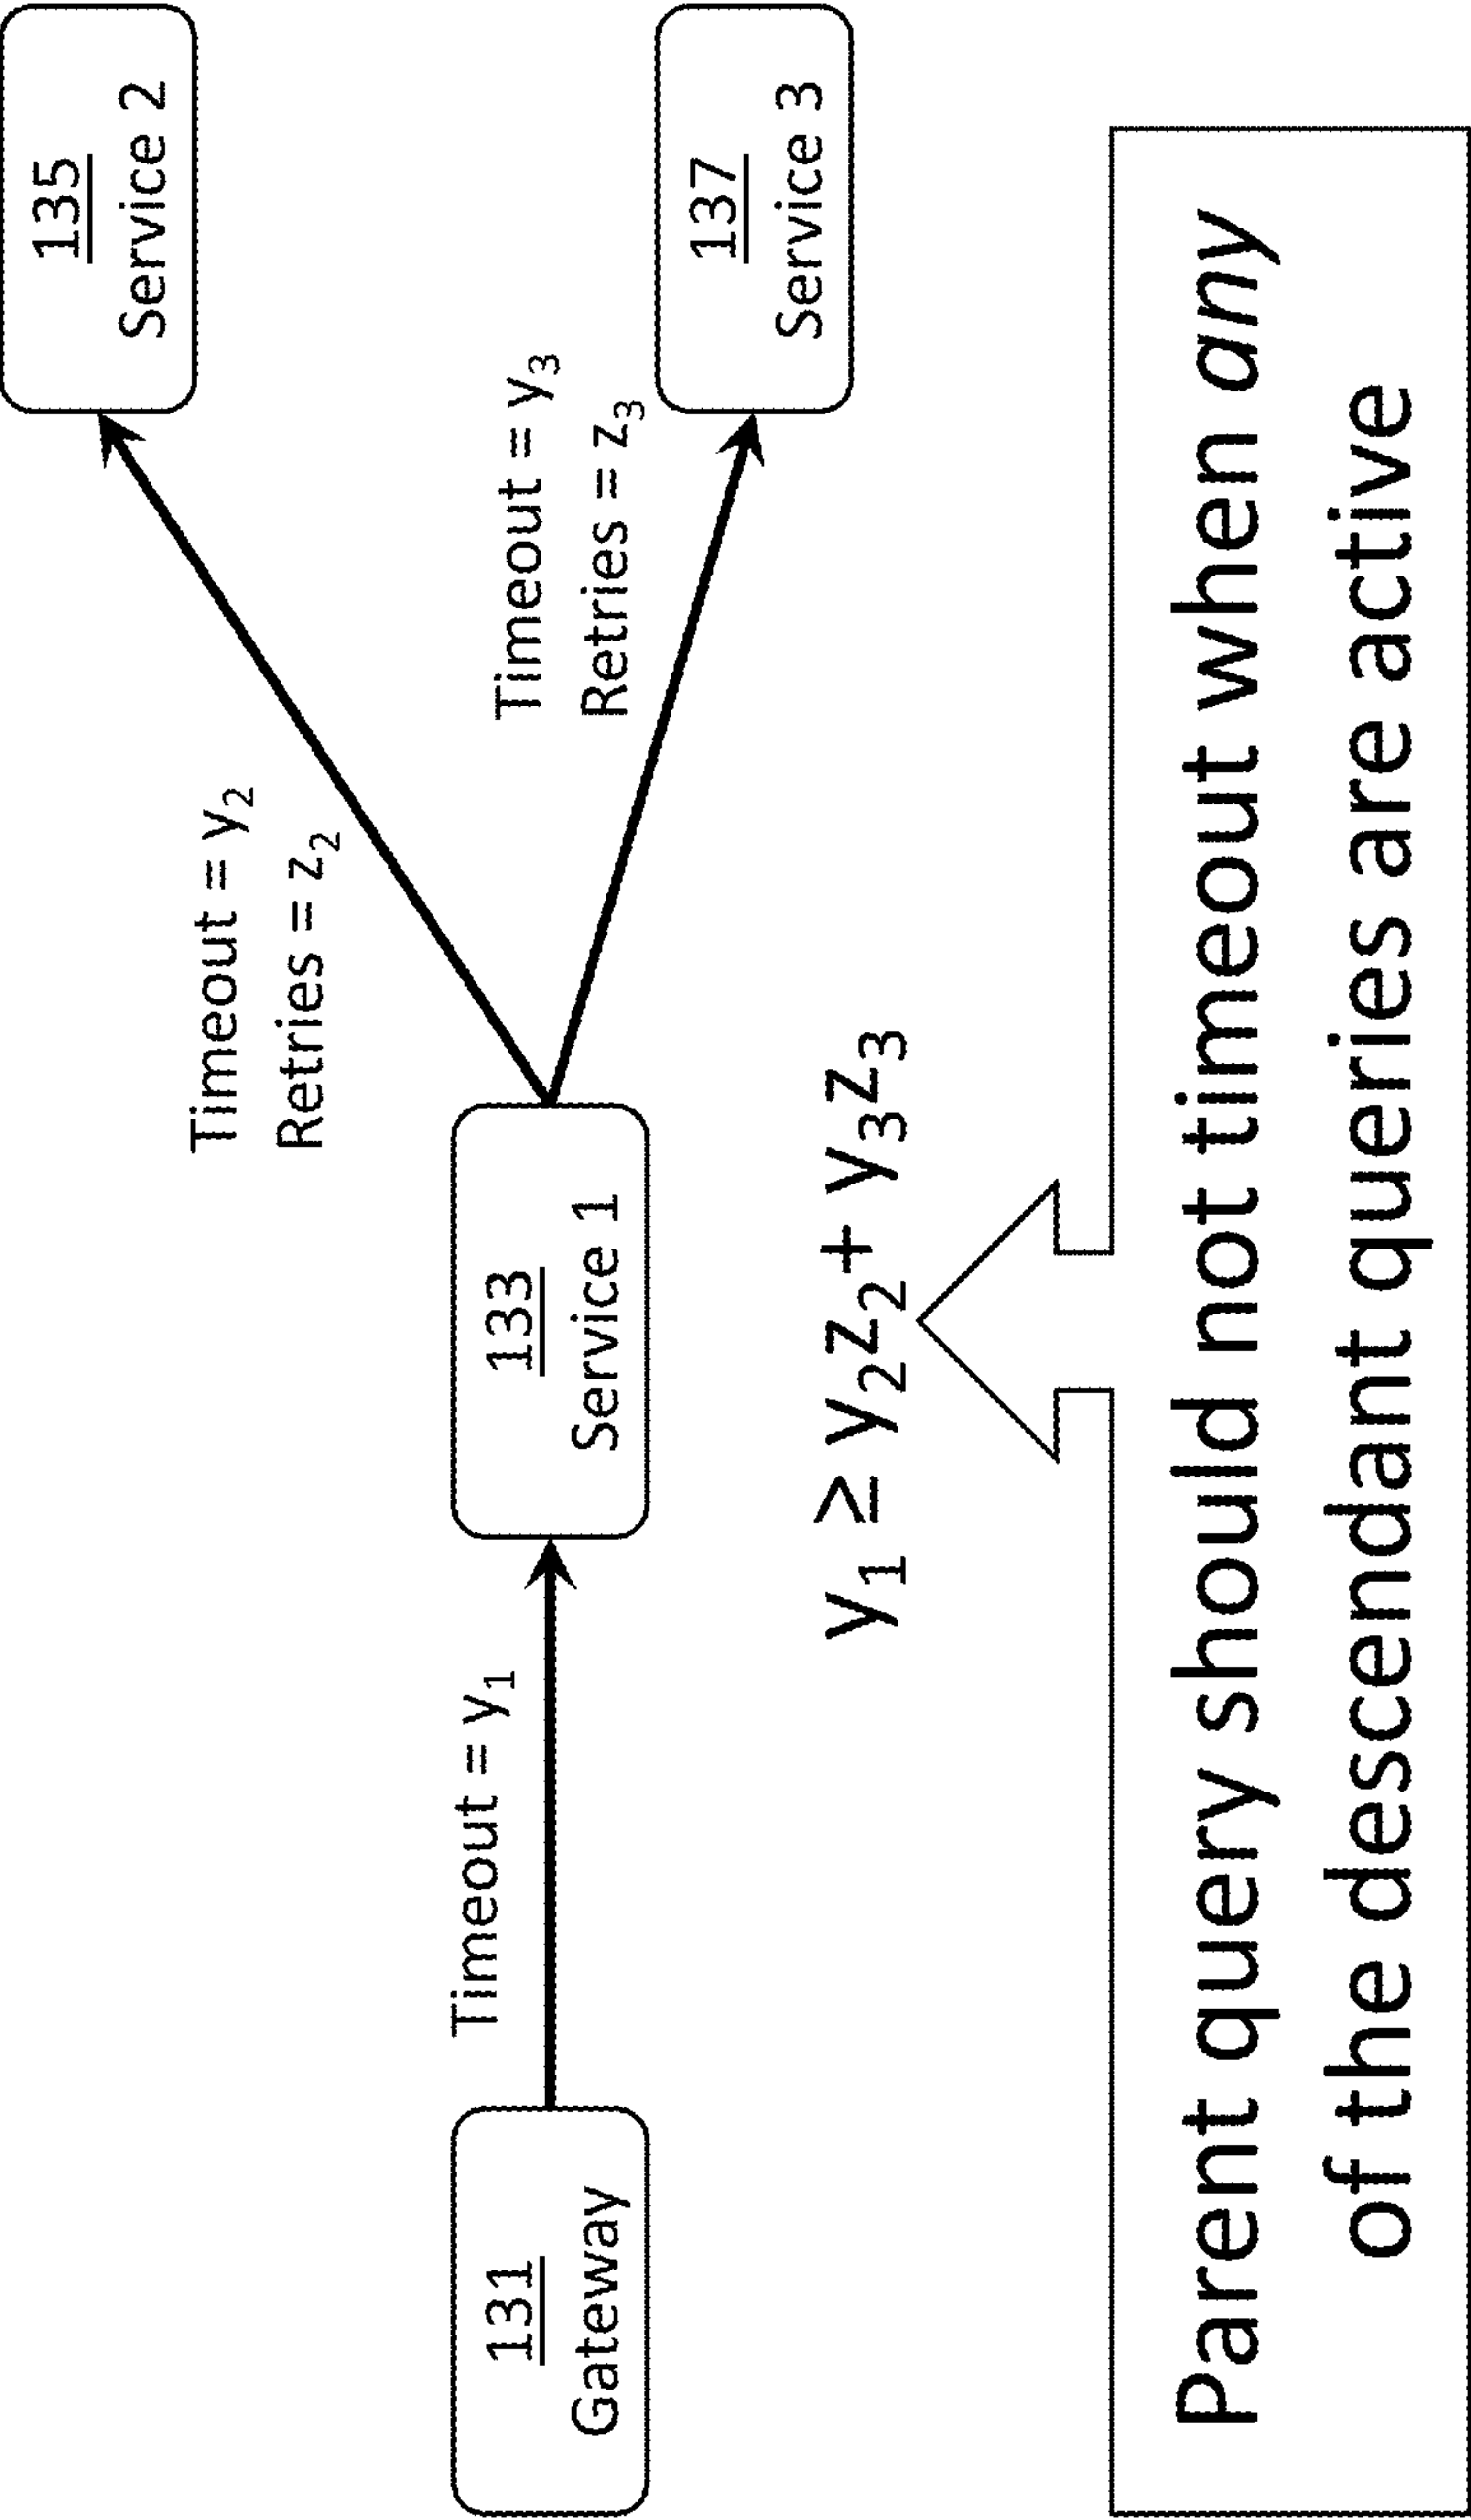 135
Service 2
Timeout = y₂
Retries = z₂
Timeout = y₁
131
Gateway
133
Service 1
Timeout = y₃
Retries = z₃
137
Service 3
y₁ ≥ y₂z₂+ y₃z₃
Parent query should not timeout when any
of the descendant queries are active